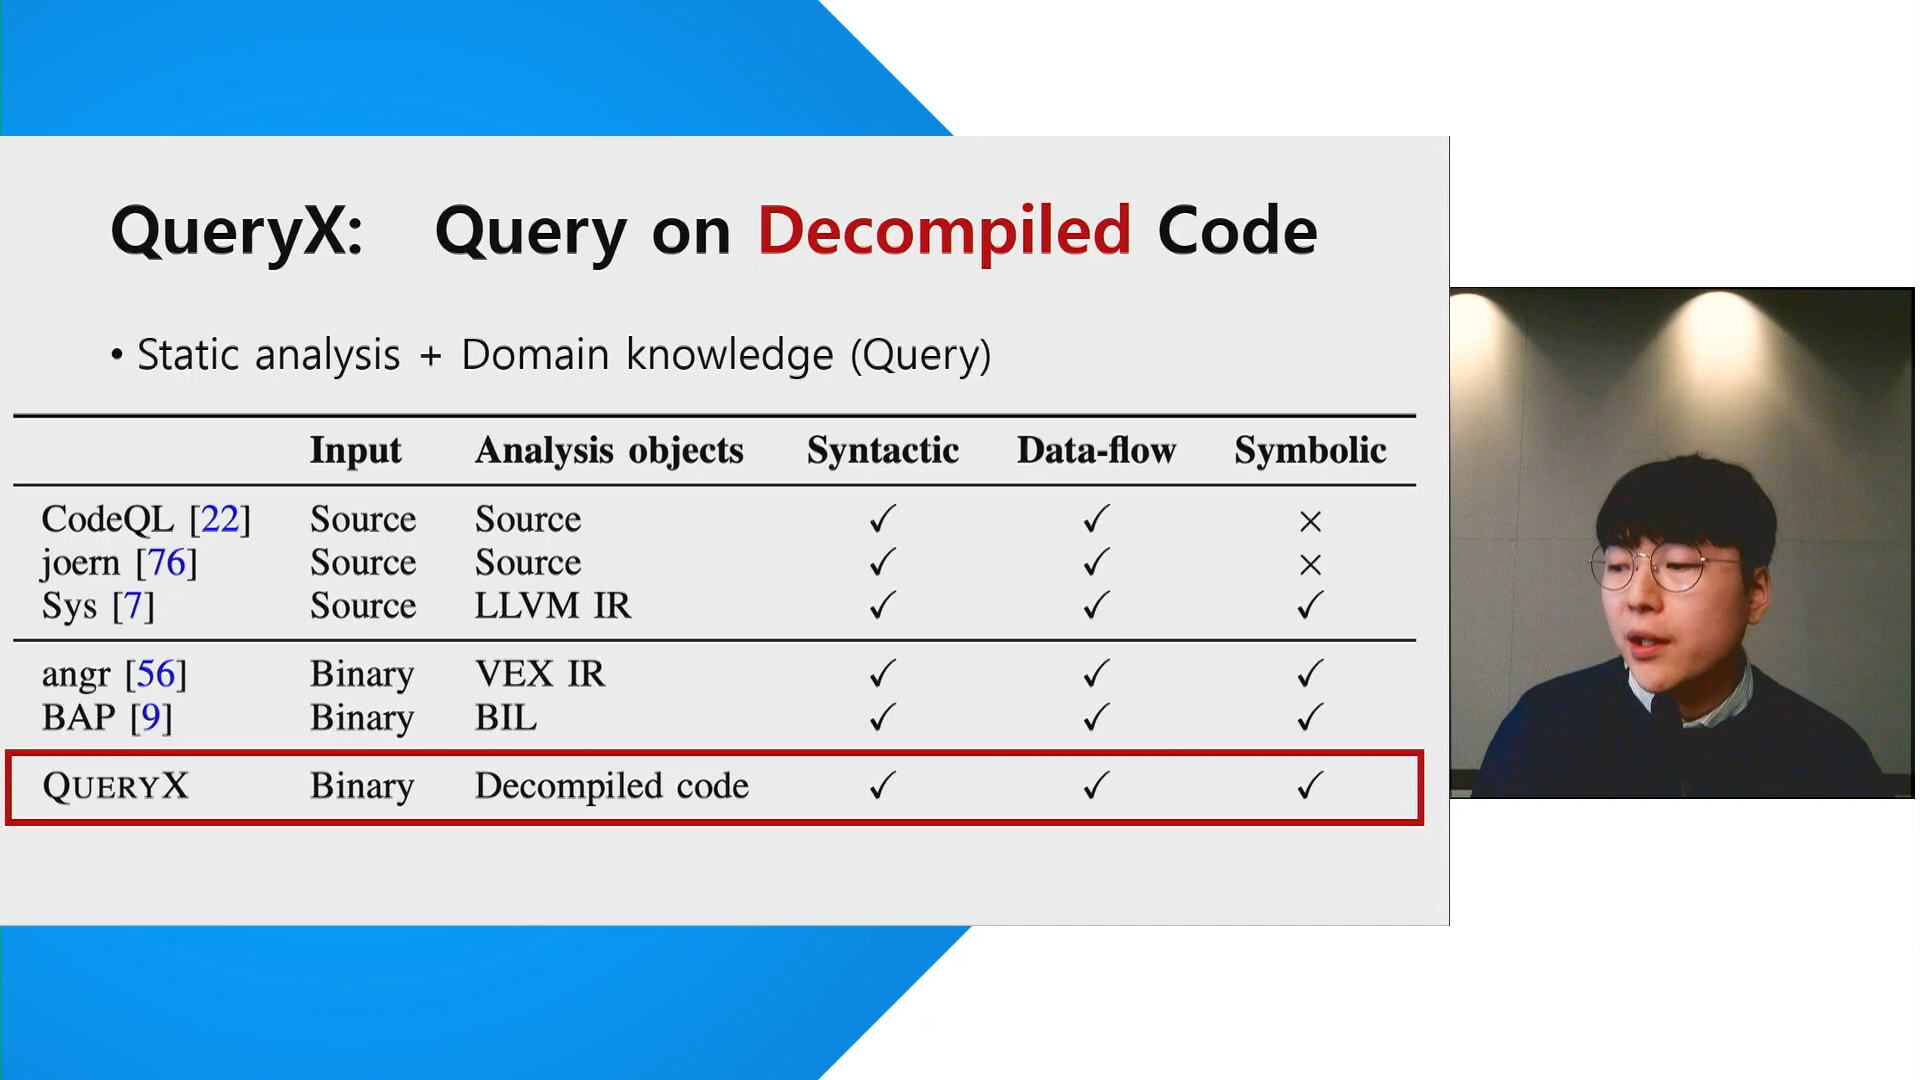 QueryX: Query on Decompiled Code
• Static analysis + Domain knowledge (Query)
Input Analysis objects Syntactic Data-flow Symbolic
CodeQL [22] Source Source ✓ ✓ ×
joern [76] Source Source ✓ ✓ ×
Sys [7] Source LLVM IR ✓ ✓ ✓
angr [56] Binary VEX IR ✓ ✓ ✓
BAP [9] Binary BIL ✓ ✓ ✓
QUERYX Binary Decompiled code ✓ ✓ ✓